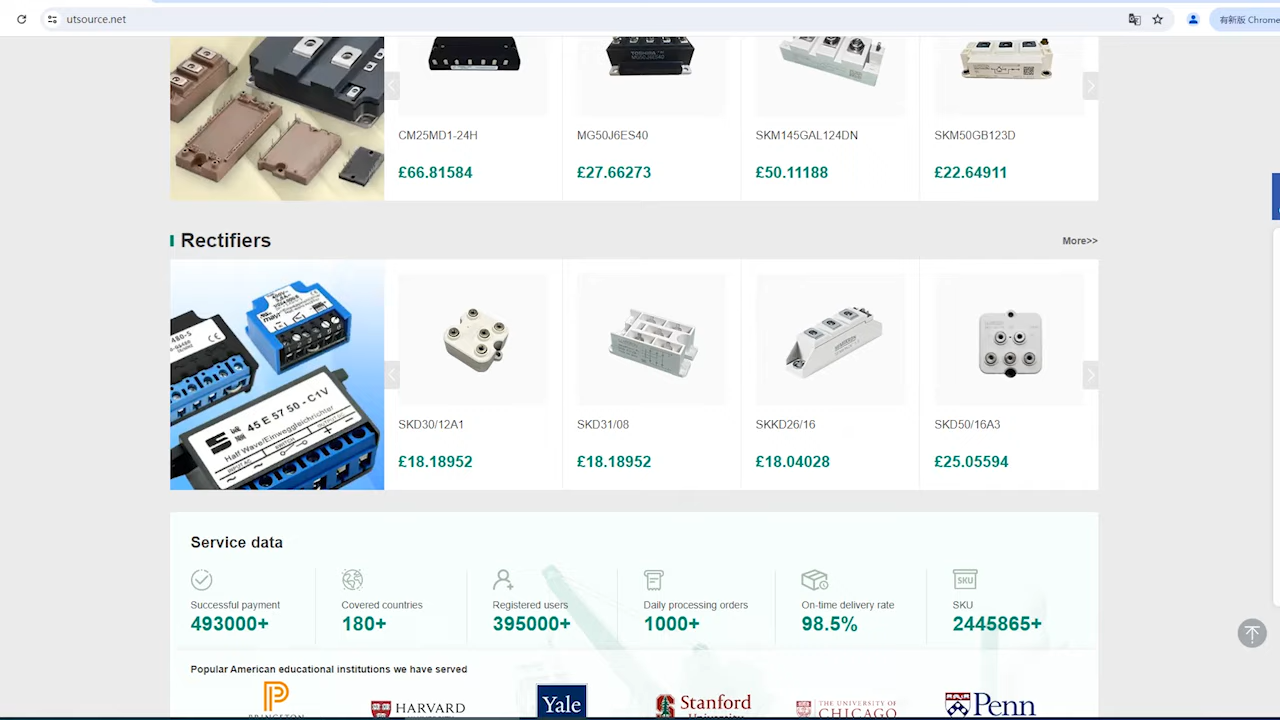 utsource.net
有新版 Chrome
TOSHIBA
CM25MD1-24H
MG50J6ES40
SKM145GAL124DN
SKM50GB123D
£66.81584
£27.66273
£50.11188
£22.64911
Rectifiers
More>>
45 E 57 50 - C1V
Half Wave/Einweggleichrichter
SKD30/12A1
SKD31/08
SKKD26/16
SKD50/16A3
£18.18952
£18.18952
£18.04028
£25.05594
Service data
SKU
Successful payment
Covered countries
Registered users
Daily processing orders
On-time delivery rate
SKU
493000+
180+
395000+
1000+
98.5%
2445865+
Popular American educational institutions we have served
PRINCETON
HARVARD
UNIVERSITY
Yale
Stanford
University
THE UNIVERSITY OF
CHICAGO
Penn